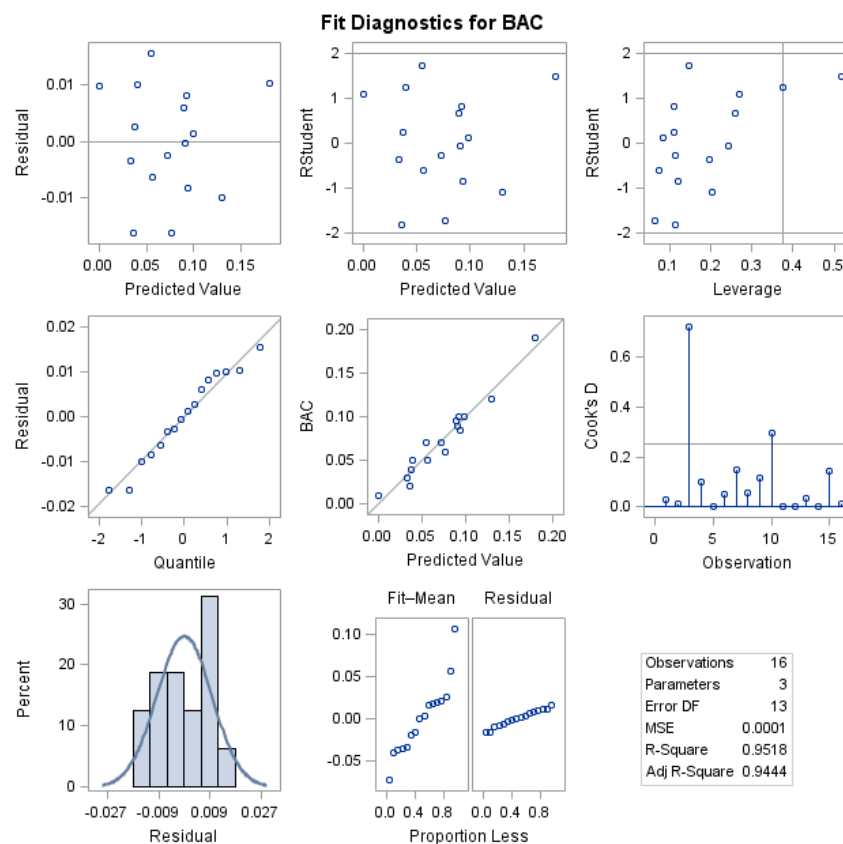 Fit Diagnostics for BAC
0.01
0.00
-0.01
Residual
0.00 0.05 0.10 0.15
Predicted Value
2
1
0
-1
-2
RStudent
0.00 0.05 0.10 0.15
Predicted Value
2
1
0
-1
-2
RStudent
0.1 0.2 0.3 0.4 0.5
Leverage
0.02
0.01
0.00
-0.01
-0.02
Residual
-2 -1 0 1 2
Quantile
0.20
0.15
0.10
0.05
0.00
BAC
0.00 0.05 0.10 0.15 0.20
Predicted Value
0.6
0.4
0.2
0.0
Cook's D
0 5 10 15
Observation
30
20
10
0
Percent
-0.027 -0.009 0.009 0.027
Residual
Fit–Mean Residual
0.10
0.05
0.00
-0.05
0.0 0.4 0.8 0.0 0.4 0.8
Proportion Less
Observations 16
Parameters 3
Error DF 13
MSE 0.0001
R-Square 0.9518
Adj R-Square 0.9444